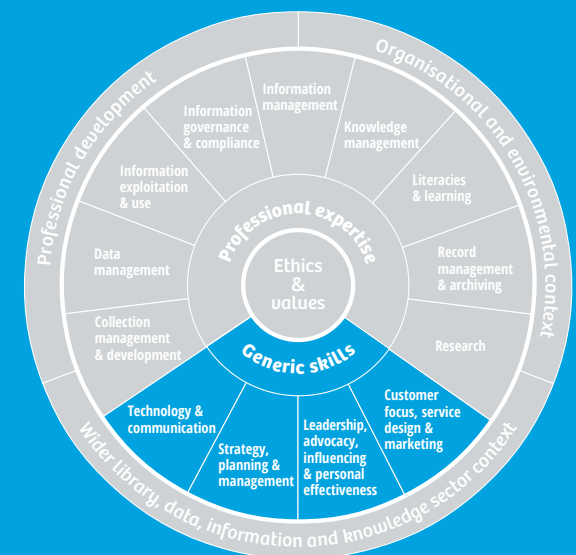 Professional development
Organisational and environmental context
Information
management
Information
governance
& compliance
Knowledge
management
Information
exploitation
& use
Literacies
& learning
Data
management
Record
management
& archiving
Collection
management
& development
Research
Professional expertise
Ethics
&
values
Generic skills
Technology &
communication
Strategy,
planning &
management
Leadership,
advocacy,
influencing
& personal
effectiveness
Customer
focus, service
design &
marketing
Wider library, data, information and knowledge sector context